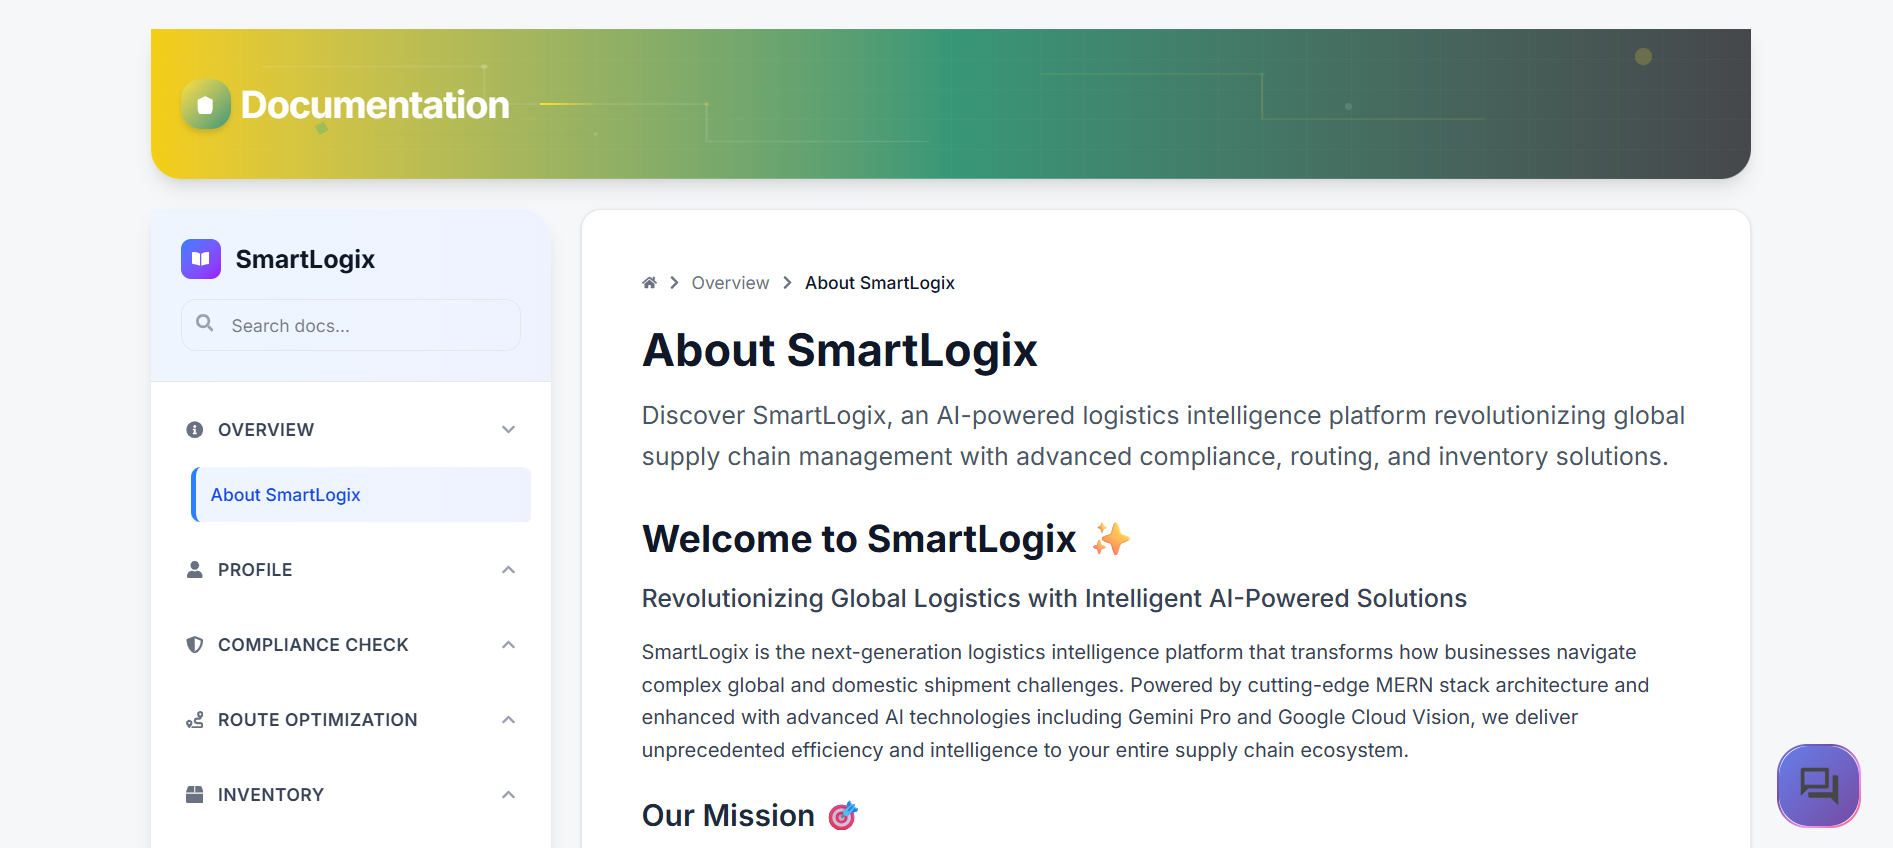 Documentation
SmartLogix
Search docs...
OVERVIEW
About SmartLogix
PROFILE
COMPLIANCE CHECK
ROUTE OPTIMIZATION
INVENTORY
Overview > About SmartLogix
About SmartLogix
Discover SmartLogix, an AI-powered logistics intelligence platform revolutionizing global
supply chain management with advanced compliance, routing, and inventory solutions.
Welcome to SmartLogix ✨
Revolutionizing Global Logistics with Intelligent AI-Powered Solutions
SmartLogix is the next-generation logistics intelligence platform that transforms how businesses navigate
complex global and domestic shipment challenges. Powered by cutting-edge MERN stack architecture and
enhanced with advanced AI technologies including Gemini Pro and Google Cloud Vision, we deliver
unprecedented efficiency and intelligence to your entire supply chain ecosystem.
Our Mission 🎯